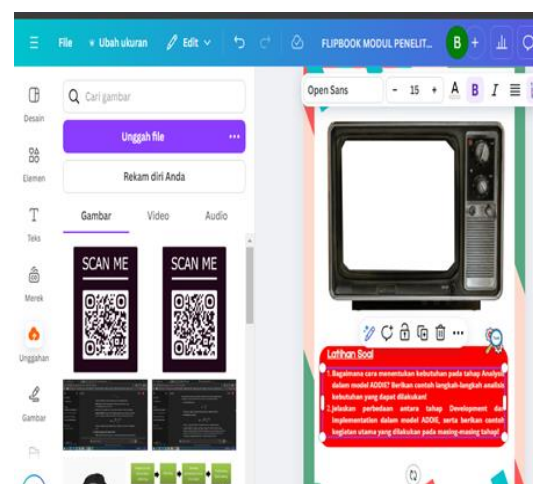 File
Ubah ukuran
Edit
FLIPBOOK MODUL PENELIT...
B
+
Desain
Elemen
Teks
Merek
Unggahan
Gambar
Cari gambar
Unggah file
...
Rekam diri Anda
Gambar Video Audio
SCAN ME
SCAN ME
Open Sans
- 15 +
A B I
Latihan Soal
1. Bagaimana cara menentukan kebutuhan pada tahap Analysis
dalam model ADDIE? Berikan contoh langkah-langkah analisis
kebutuhan yang dapat dilakukan!
2. Jelaskan perbedaan antara tahap Development dan
Implementation dalam model ADDIE, serta berikan contoh
kegiatan utama yang dilakukan pada masing-masing tahap!